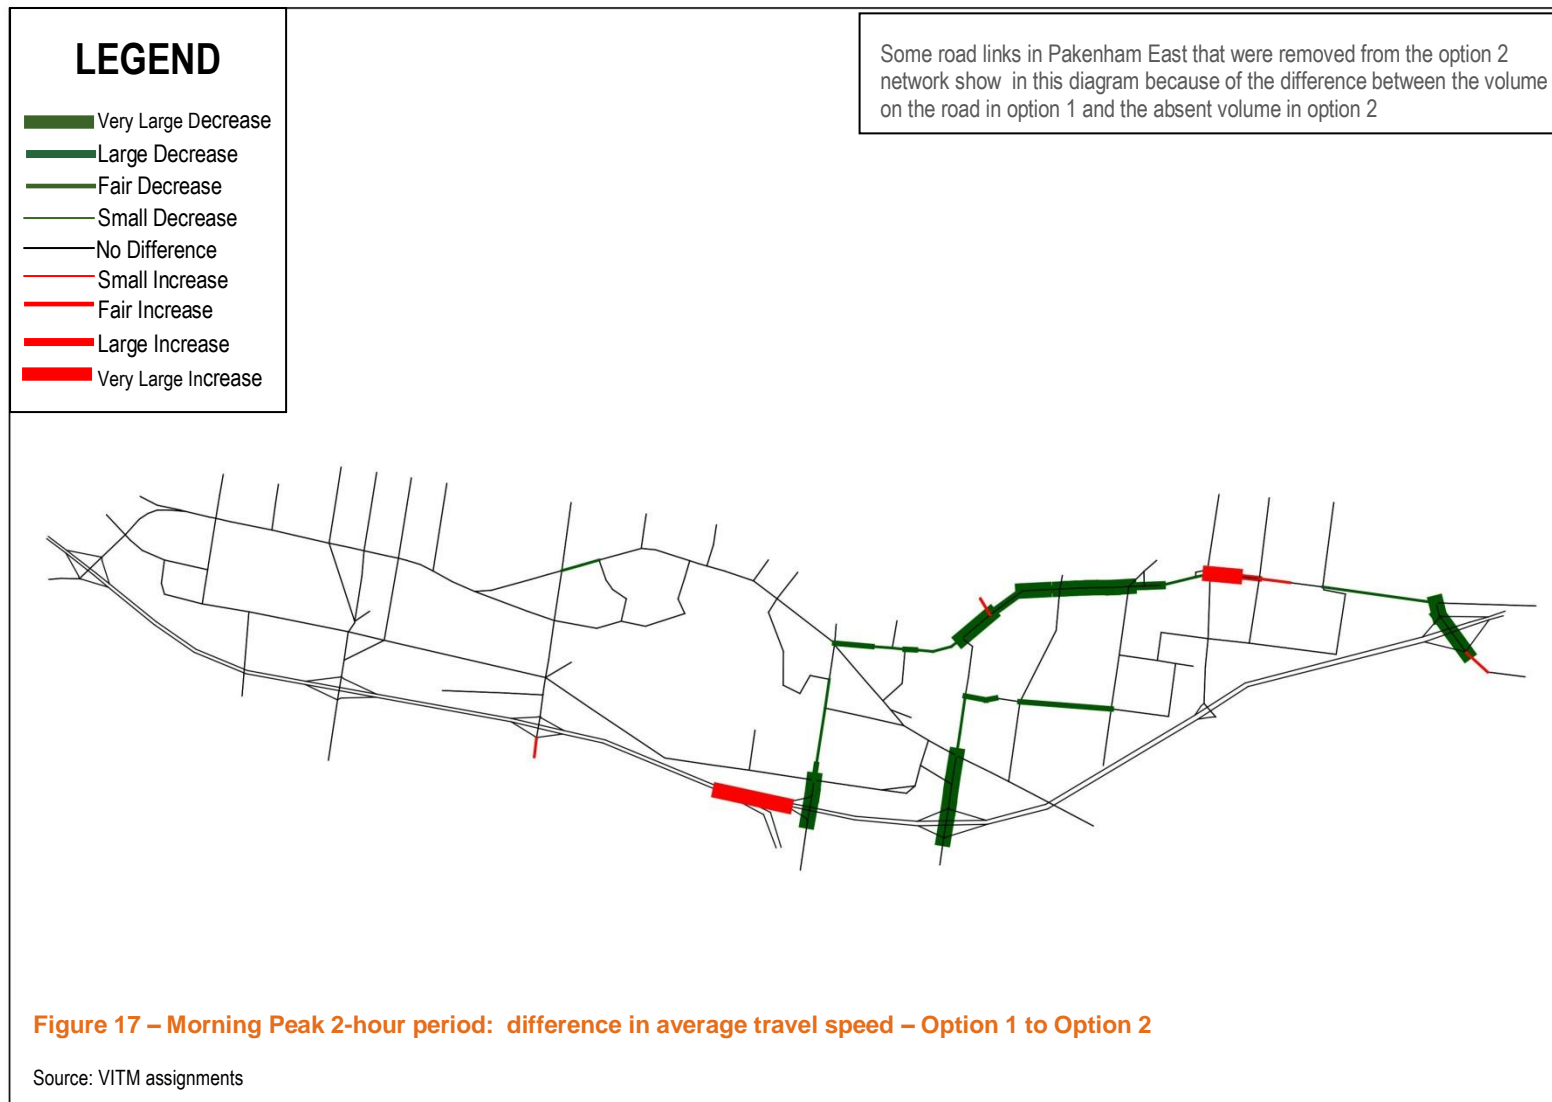 LEGEND
Very Large Decrease
Large Decrease
Fair Decrease
Small Decrease
No Difference
Small Increase
Fair Increase
Large Increase
Very Large Increase
Some road links in Pakenham East that were removed from the option 2
network show in this diagram because of the difference between the volume
on the road in option 1 and the absent volume in option 2
Figure 17 – Morning Peak 2-hour period: difference in average travel speed – Option 1 to Option 2
Source: VITM assignments